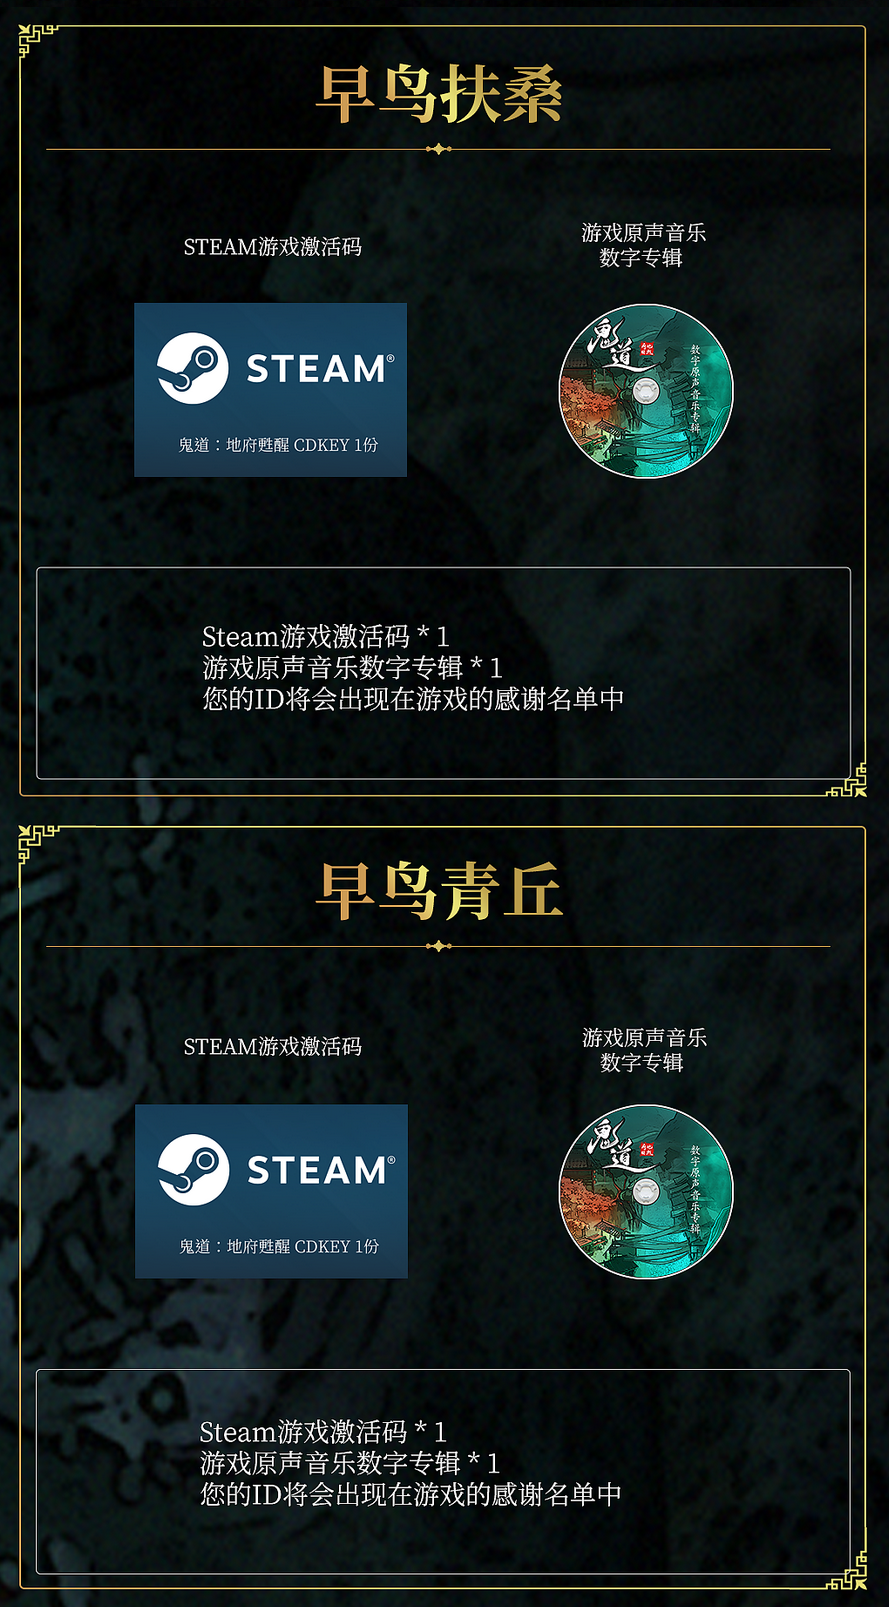 早鸟扶桑
STEAM游戏激活码
游戏原声音乐
数字专辑
STEAM®
鬼道：地府甦醒 CDKEY 1份
鬼道
数字原声音乐专辑
Steam游戏激活码 * 1
游戏原声音乐数字专辑 * 1
您的ID将会出现在游戏的感谢名单中
早鸟青丘
STEAM游戏激活码
游戏原声音乐
数字专辑
STEAM®
鬼道：地府甦醒 CDKEY 1份
鬼道
数字原声音乐专辑
Steam游戏激活码 * 1
游戏原声音乐数字专辑 * 1
您的ID将会出现在游戏的感谢名单中